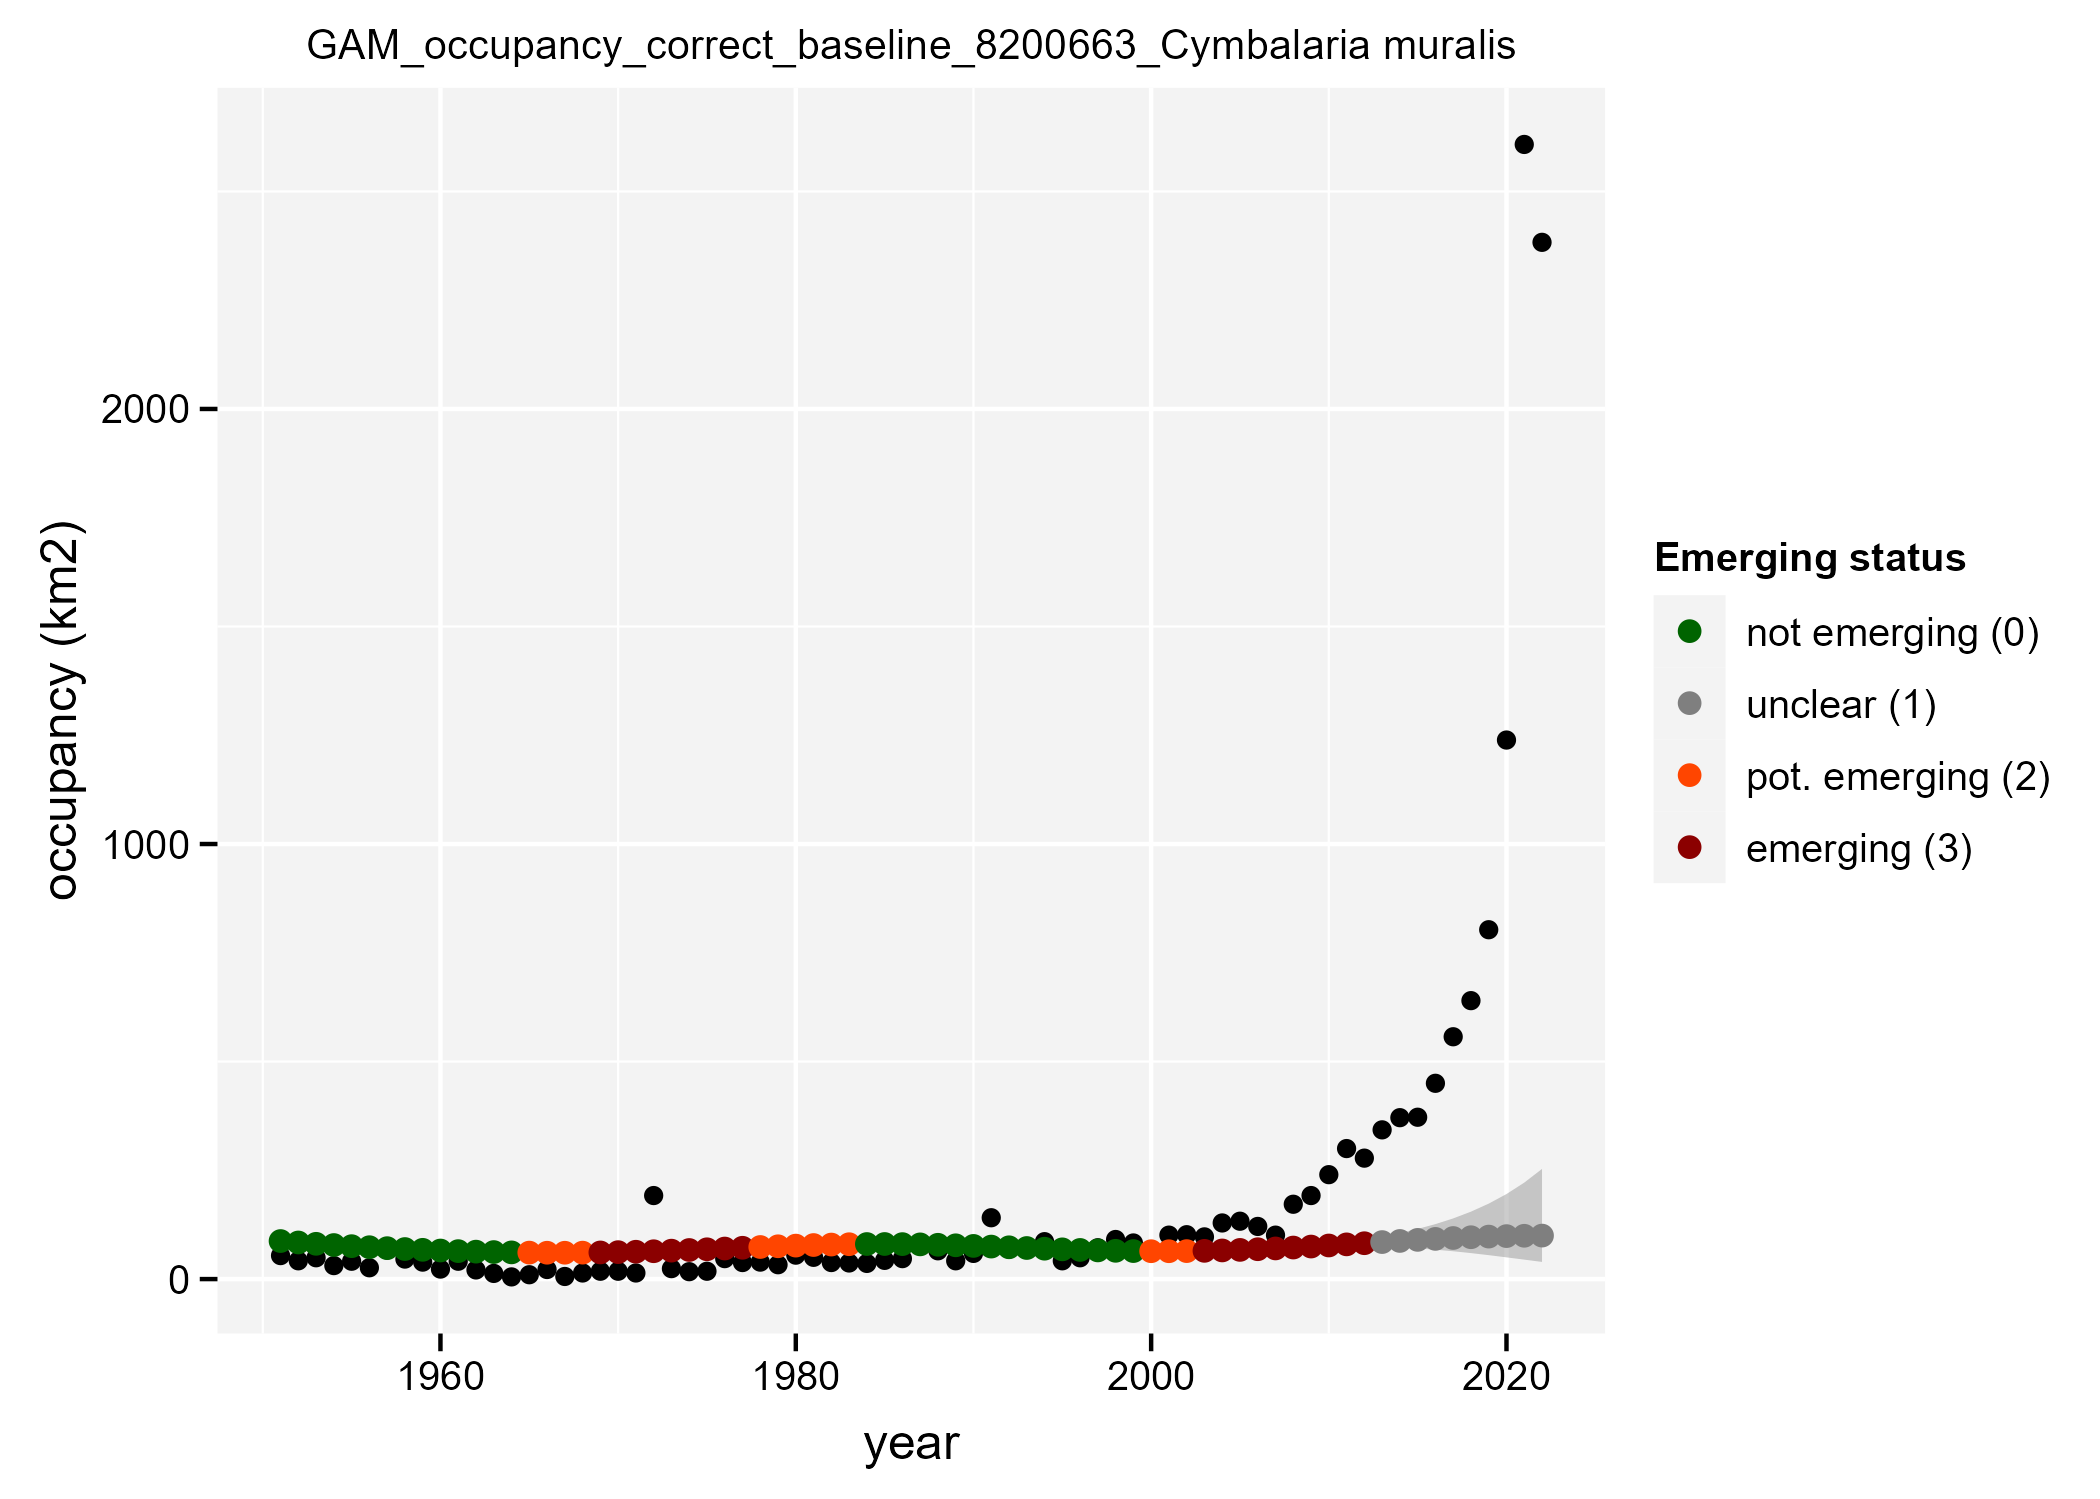 GAM_occupancy_correct_baseline_8200663_Cymbalaria muralis
occupancy (km2)
2000
1000
0
1960 1980 2000 2020
year
Emerging status
not emerging (0)
unclear (1)
pot. emerging (2)
emerging (3)